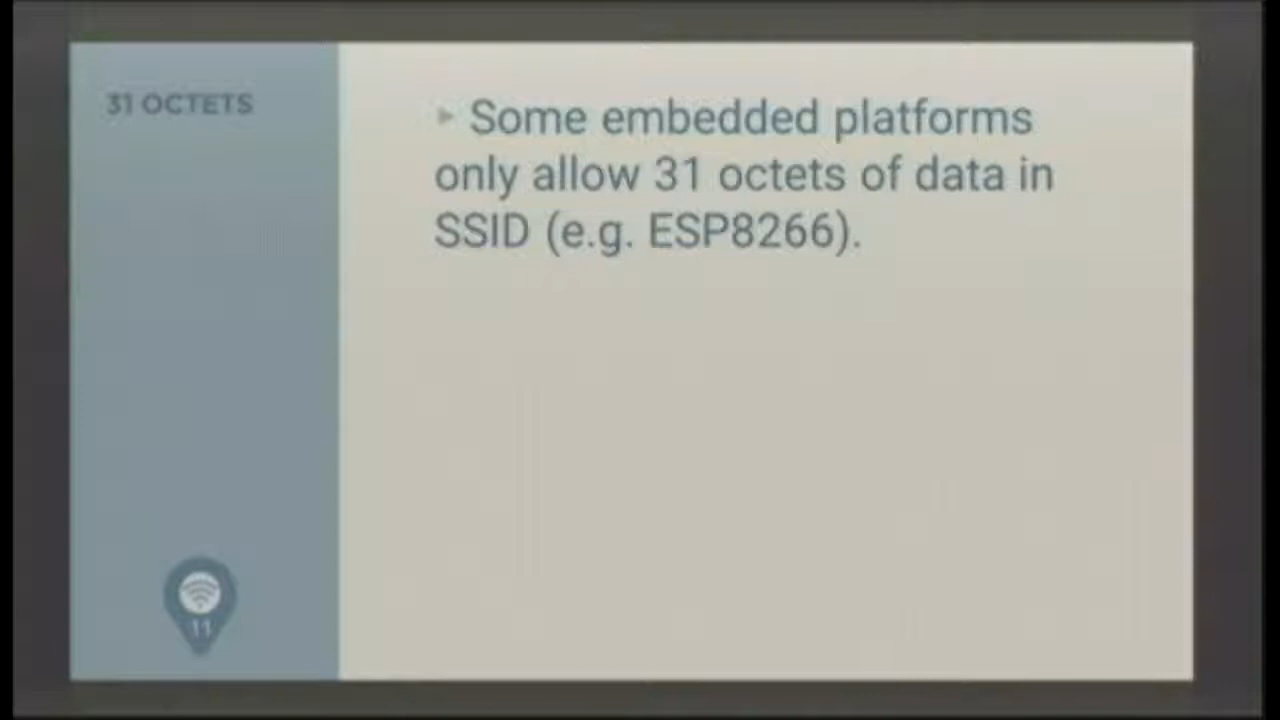 31 OCTETS
▸ Some embedded platforms
only allow 31 octets of data in
SSID (e.g. ESP8266).
11